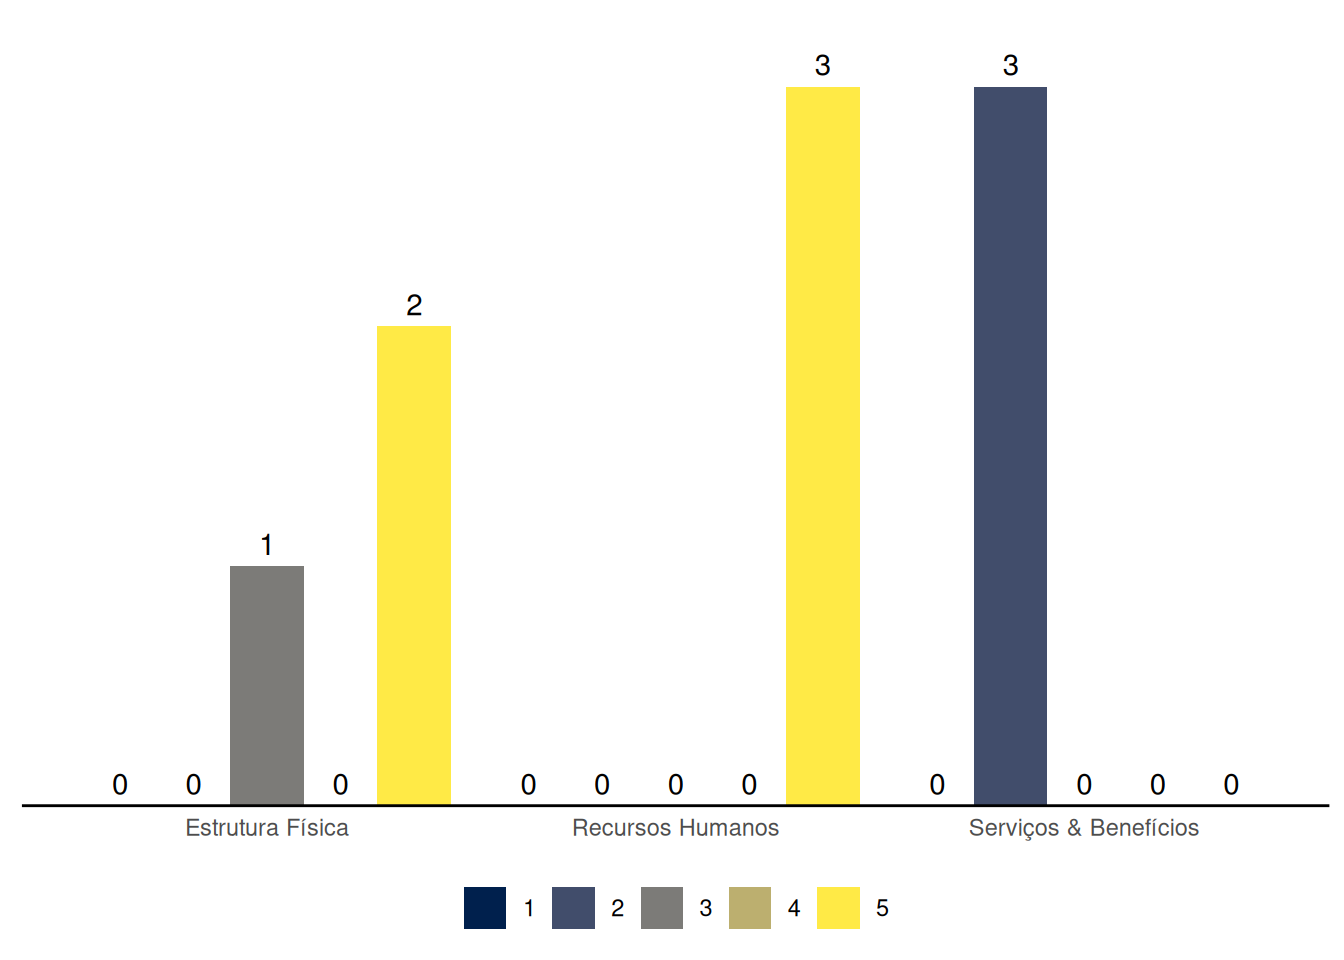 3 3
2
1
0 0 0 0 0 0 0 0 0 0 0
Estrutura Física Recursos Humanos Serviços & Benefícios
1 2 3 4 5